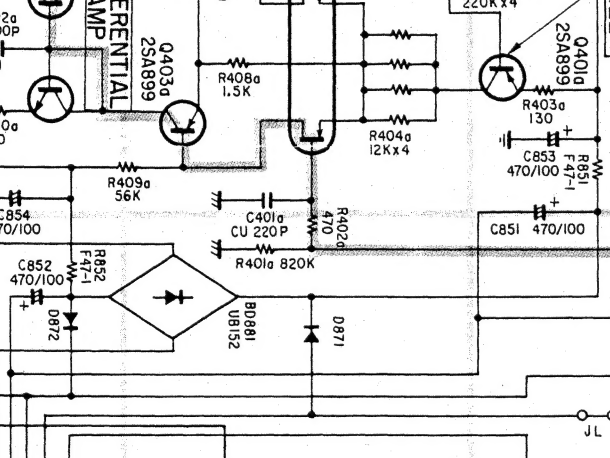 220K x 4
ERENTIAL
AMP
Q403a
2SA899
Q401a
2SA899
R408a
1.5K
R403a
130
R404a
12K x 4
C853
470/100
R851
F47-1
R409a
56K
C854
70/100
C401a
CU 220P
R402a
470
C851 470/100
R401a 820K
C852
470/100
R852
F47-1
D872
BD881
UB152
D871
JL